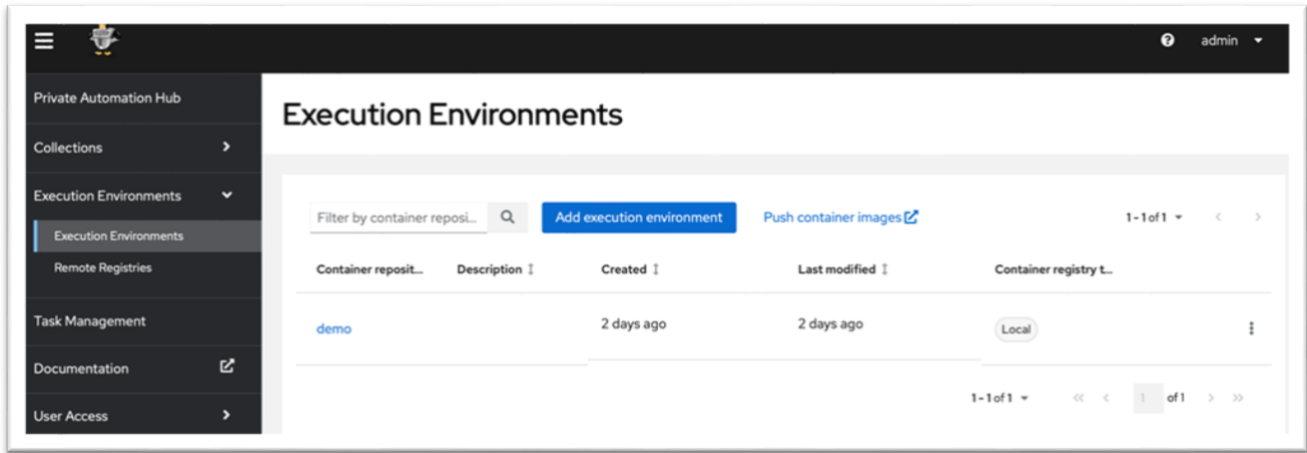 admin
Private Automation Hub
Collections
Execution Environments
Execution Environments
Remote Registries
Task Management
Documentation
User Access
Execution Environments
Filter by container reposi...
Add execution environment
Push container images
1-1 of 1
Container reposit...
Description
Created
Last modified
Container registry t...
demo
2 days ago
2 days ago
Local
1-1 of 1
1 of 1